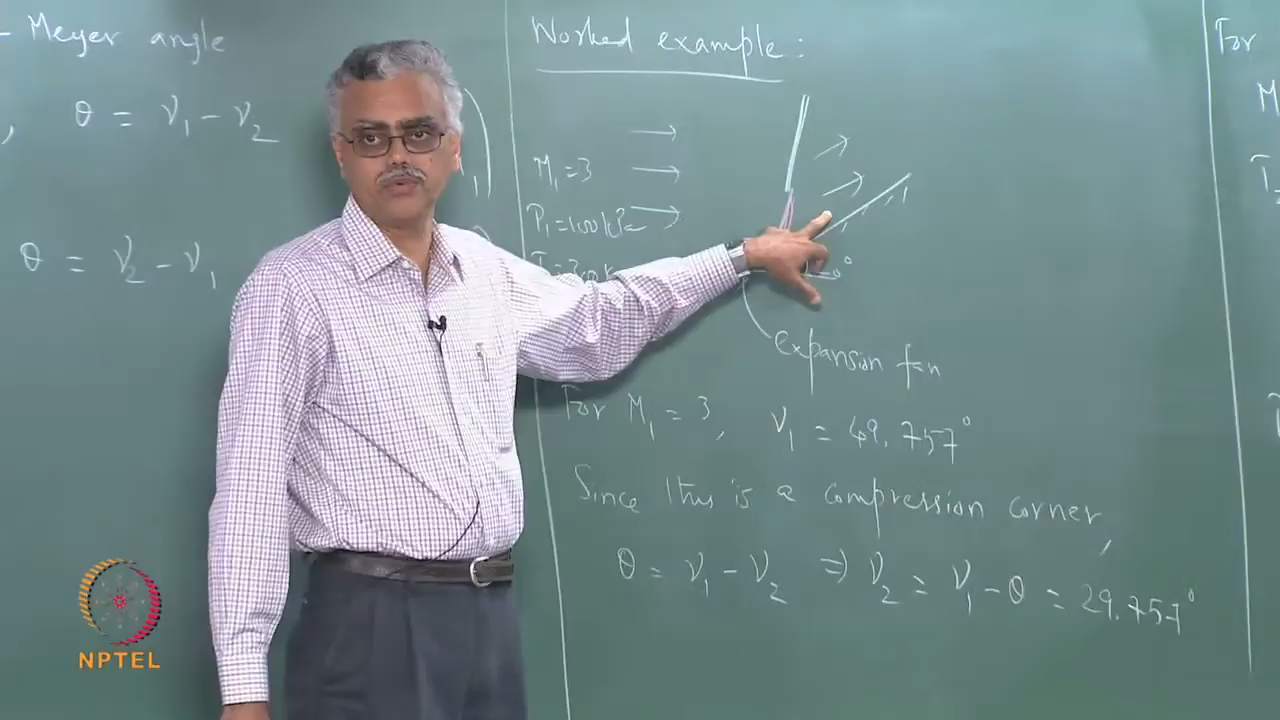 - Meyer angle
, θ = ν₁ - ν₂
θ = ν₂ - ν₁
Worked example:
M₁ = 3
P₁ = 100 kPa
expansion fan
For M₁ = 3, ν₁ = 49.757°
Since this is a compression corner,
θ = ν₁ - ν₂ ⇒ ν₂ = ν₁ - θ = 29.757°
For
NPTEL